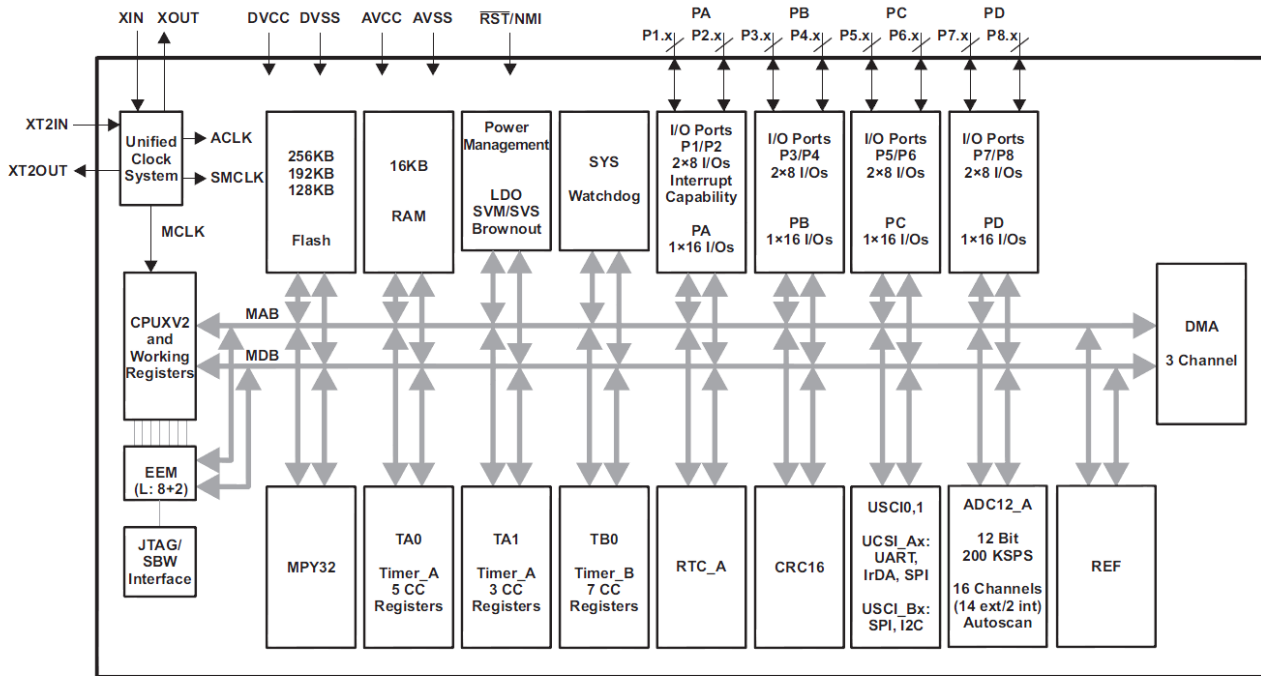 XIN XOUT DVCC DVSS AVCC AVSS RST/NMI
PA PB PC PD
P1.x P2.x P3.x P4.x P5.x P6.x P7.x P8.x
XT2IN
XT2OUT
Unified
Clock
System
ACLK
SMCLK
MCLK
256KB
192KB
128KB
Flash
16KB
RAM
Power
Management
LDO
SVM/SVS
Brownout
SYS
Watchdog
I/O Ports
P1/P2
2×8 I/Os
Interrupt
Capability
PA
1×16 I/Os
I/O Ports
P3/P4
2×8 I/Os
PB
1×16 I/Os
I/O Ports
P5/P6
2×8 I/Os
PC
1×16 I/Os
I/O Ports
P7/P8
2×8 I/Os
PD
1×16 I/Os
CPUXV2
and
Working
Registers
MAB
MDB
DMA
3 Channel
EEM
(L: 8+2)
JTAG/
SBW
Interface
MPY32
TA0
Timer_A
5 CC
Registers
TA1
Timer_A
3 CC
Registers
TB0
Timer_B
7 CC
Registers
RTC_A
CRC16
USCI0,1
UCSI_Ax:
UART,
IrDA, SPI
USCI_Bx:
SPI, I2C
ADC12_A
12 Bit
200 KSPS
16 Channels
(14 ext/2 int)
Autoscan
REF